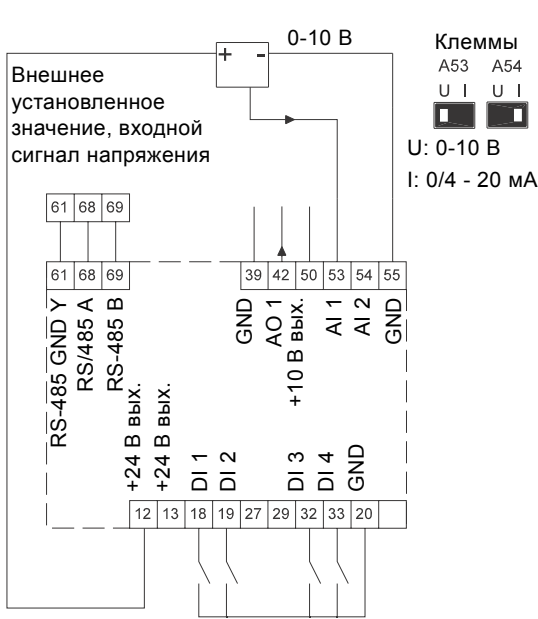 0-10 В
+ -
Внешнее
установленное
значение, входной
сигнал напряжения
Клеммы
A53 A54
U I U I
U: 0-10 В
I: 0/4 - 20 мА
61 68 69
61 68 69
39 42 50 53 54 55
RS-485 GND Y
RS/485 A
RS-485 B
GND
AO 1
+10 В вых.
AI 1
AI 2
GND
+24 В вых.
+24 В вых.
DI 1
DI 2
DI 3
DI 4
GND
12 13 18 19 27 29 32 33 20